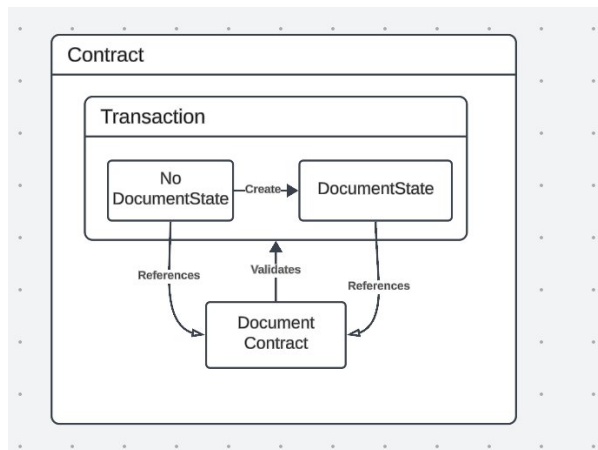 Contract
Transaction
No
DocumentState
Create
DocumentState
References
Validates
References
Document
Contract